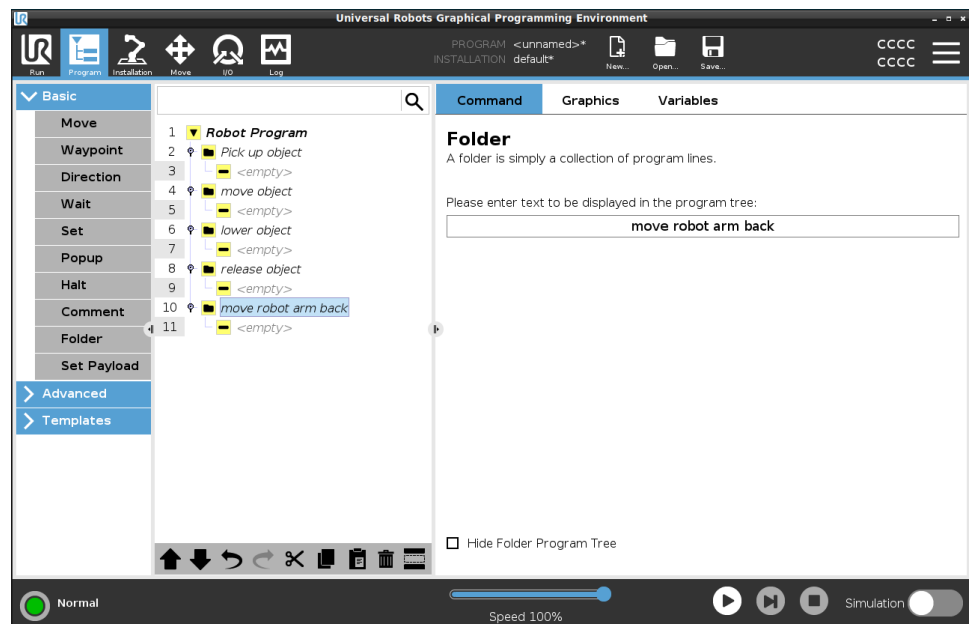 Universal Robots Graphical Programming Environment
UR
Run
Program
Installation
Move
I/O
Log
PROGRAM <unnamed>*
INSTALLATION default*
New...
Open...
Save...
CCCC
CCCC
Basic
Move
Waypoint
Direction
Wait
Set
Popup
Halt
Comment
Folder
Set Payload
Advanced
Templates
1 Robot Program
2 Pick up object
3 <empty>
4 move object
5 <empty>
6 lower object
7 <empty>
8 release object
9 <empty>
10 move robot arm back
11 <empty>
Command Graphics Variables
Folder
A folder is simply a collection of program lines.
Please enter text to be displayed in the program tree:
move robot arm back
Hide Folder Program Tree
Normal
Speed 100%
Simulation